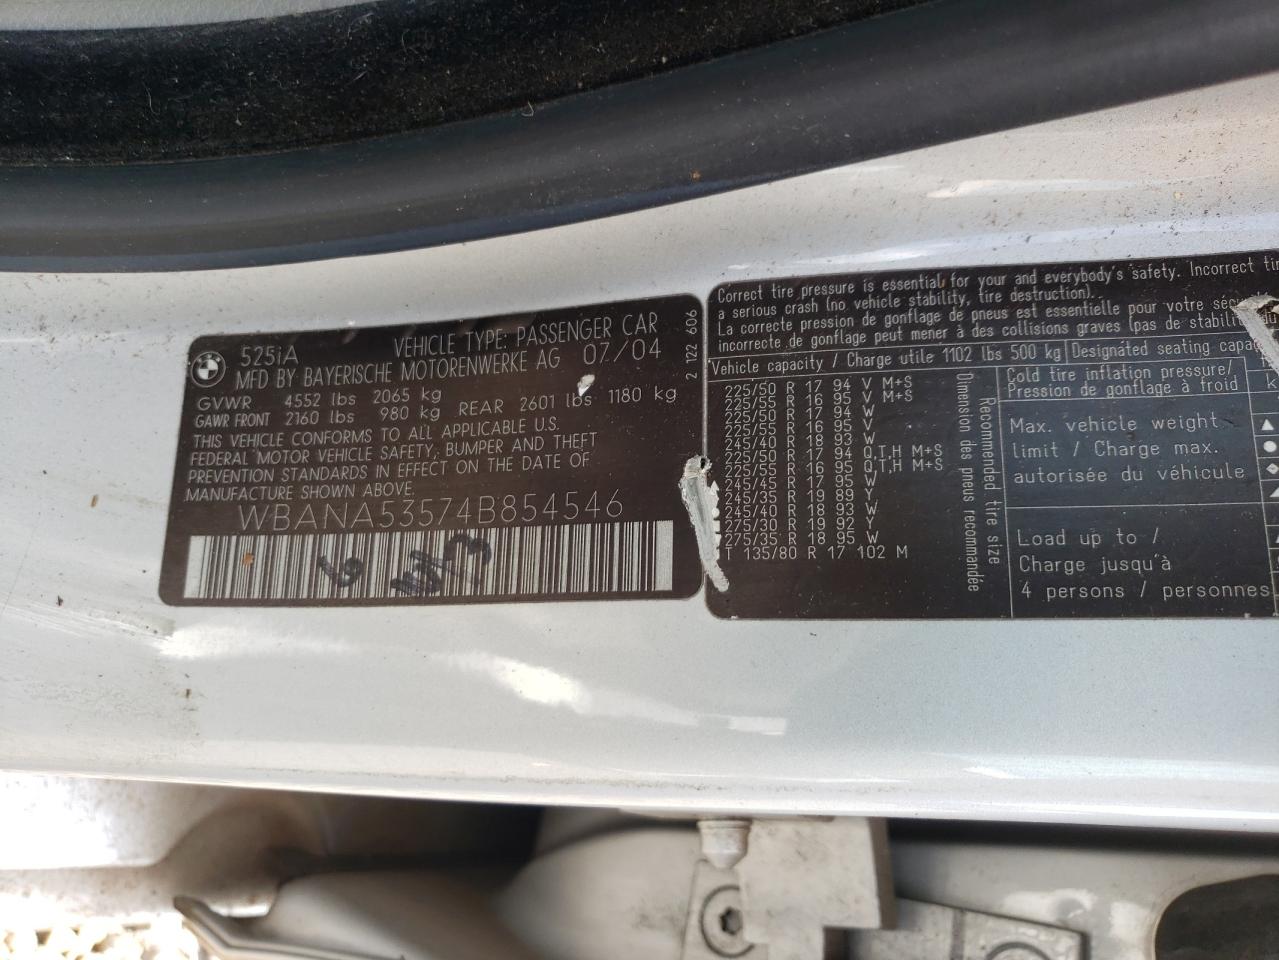 525iA VEHICLE TYPE: PASSENGER CAR
MFD BY BAYERISCHE MOTORENWERKE AG 07/04
GVWR 4552 lbs 2065 kg
GAWR FRONT 2160 lbs 980 kg REAR 2601 lbs 1180 kg
THIS VEHICLE CONFORMS TO ALL APPLICABLE U.S.
FEDERAL MOTOR VEHICLE SAFETY, BUMPER AND THEFT
PREVENTION STANDARDS IN EFFECT ON THE DATE OF
MANUFACTURE SHOWN ABOVE.
WBANA53574B854546
2 122 606
Correct tire pressure is essential for your and everybody's safety. Incorrect
a serious crash (no vehicle stability, tire destruction).
La correcte pression de gonflage de pneus est essentielle pour votre
incorrecte de gonflage peut mener à des collisions graves (pas de
Vehicle capacity / Charge utile 1102 lbs 500 kg Designated seating
225/50 R 17 94 V M+S
225/55 R 16 95 V M+S
225/50 R 17 94 W
225/55 R 16 95 V
245/40 R 18 93 W
225/50 R 17 94 Q,T,H M+S
225/55 R 16 95 Q,T,H M+S
245/45 R 17 95 W
245/35 R 19 89 Y
245/40 R 18 93 W
275/30 R 19 92 Y
275/35 R 18 95 W
T 135/80 R 17 102 M
Recommended tire size
Dimension des pneus recommandée
Cold tire inflation pressure/
Pression de gonflage à froid
Max. vehicle weight
limit / Charge max.
autorisée du véhicule
Load up to /
Charge jusqu'à
4 persons / personnes